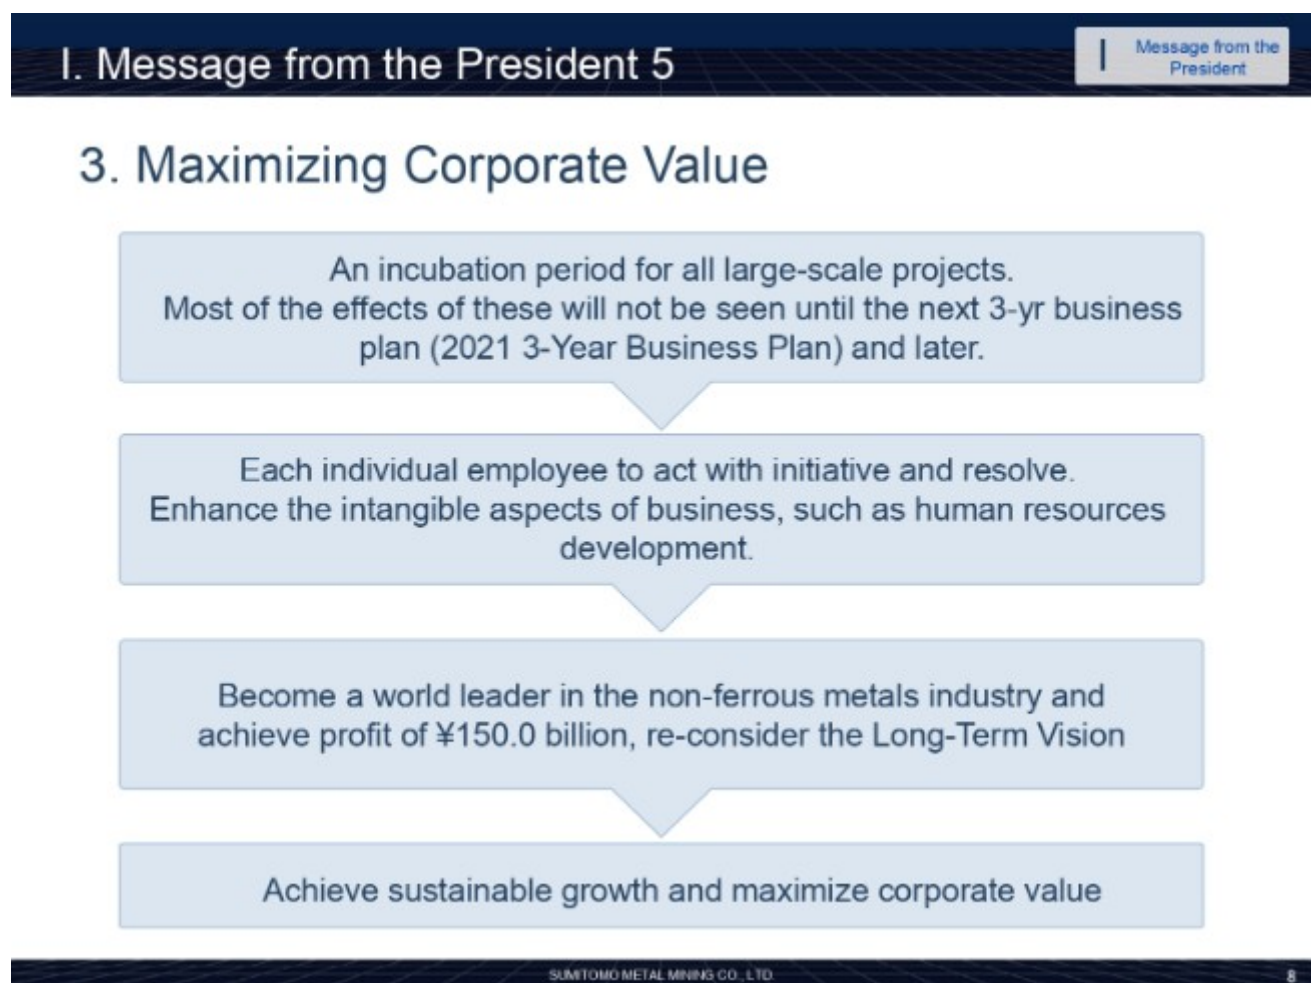 I. Message from the President 5
I
Message from the
President
3. Maximizing Corporate Value
An incubation period for all large-scale projects.
Most of the effects of these will not be seen until the next 3-yr business
plan (2021 3-Year Business Plan) and later.
Each individual employee to act with initiative and resolve.
Enhance the intangible aspects of business, such as human resources
development.
Become a world leader in the non-ferrous metals industry and
achieve profit of ¥150.0 billion, re-consider the Long-Term Vision
Achieve sustainable growth and maximize corporate value
SUMITOMO METAL MINING CO., LTD.
8